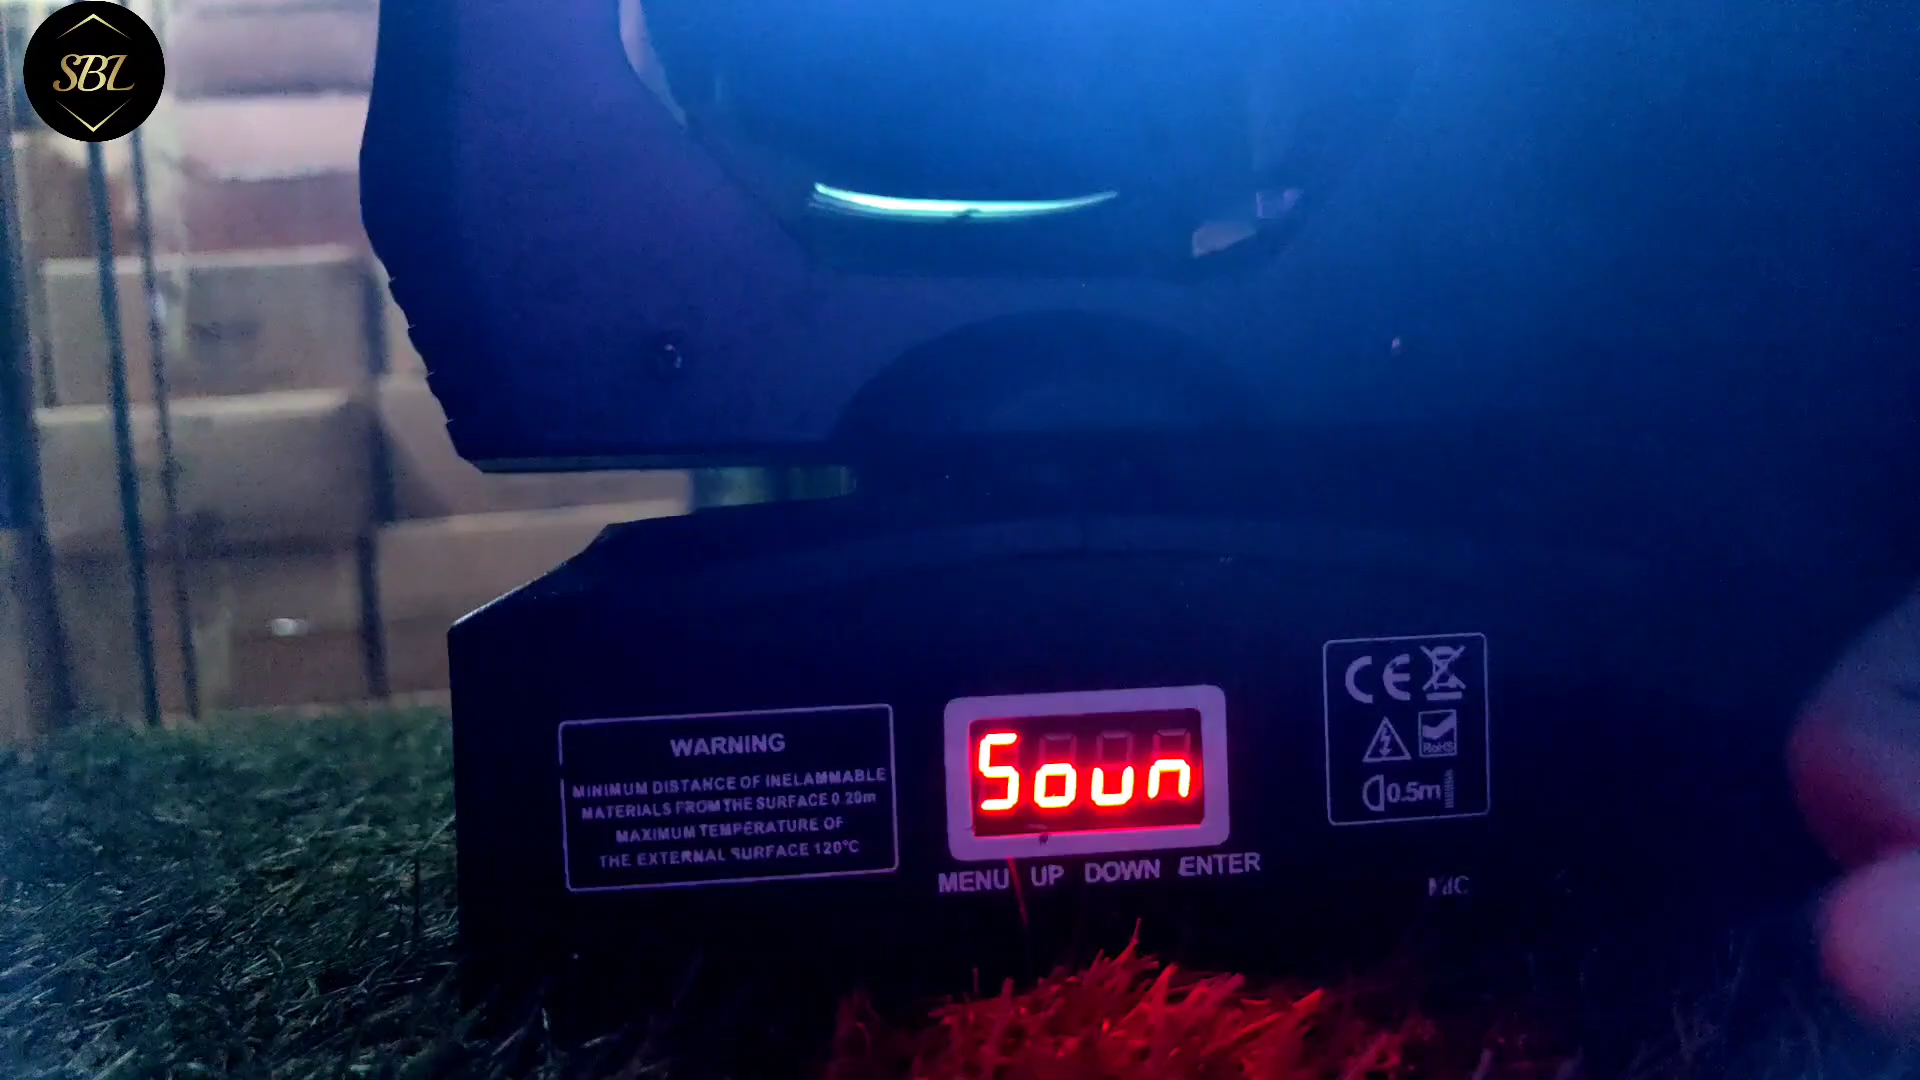 SBL
WARNING
MINIMUM DISTANCE OF INELAMMABLE
MATERIALS FROM THE SURFACE 0.20m
MAXIMUM TEMPERATURE OF
THE EXTERNAL SURFACE 120°C
Soun
MENU UP DOWN ENTER
CE
RoHS
0.5m
MIC